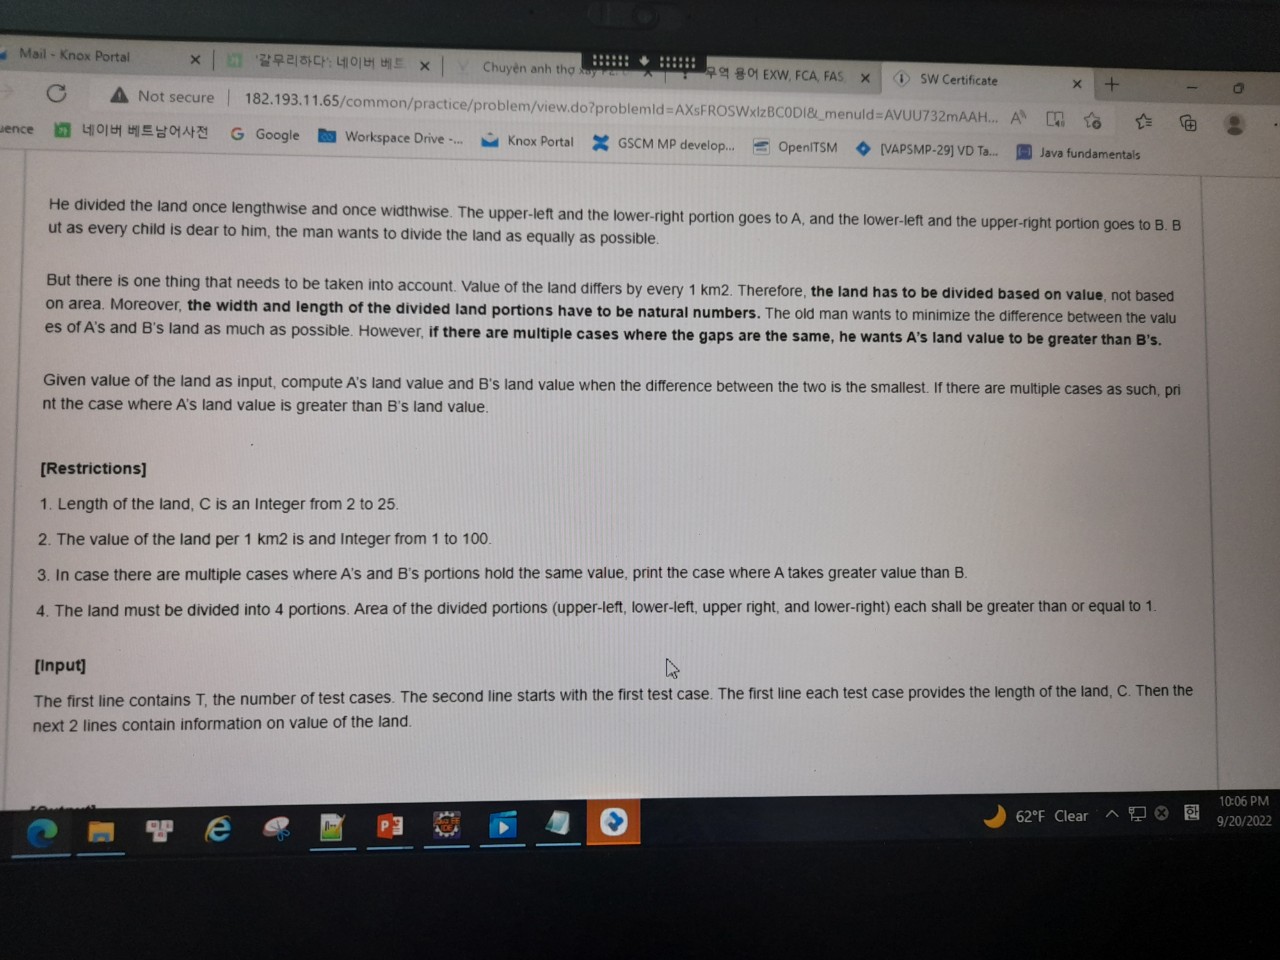 Mail - Knox Portal
'갈무리하다': 네이버 베트
Chuyên anh thợ xây
무역 용어 EXW, FCA, FAS
SW Certificate
Not secure
182.193.11.65/common/practice/problem/view.do?problemId=AXsFROSWxIzBC0DI&_menuId=AVUU732mAAH...
uence
네이버 베트남어사전
Google
Workspace Drive -...
Knox Portal
GSCM MP develop...
OpenITSM
[VAPSMP-29] VD Ta...
Java fundamentals
He divided the land once lengthwise and once widthwise. The upper-left and the lower-right portion goes to A, and the lower-left and the upper-right portion goes to B. B
ut as every child is dear to him, the man wants to divide the land as equally as possible.
But there is one thing that needs to be taken into account. Value of the land differs by every 1 km2. Therefore, the land has to be divided based on value, not based
on area. Moreover, the width and length of the divided land portions have to be natural numbers. The old man wants to minimize the difference between the valu
es of A's and B's land as much as possible. However, if there are multiple cases where the gaps are the same, he wants A's land value to be greater than B's.
Given value of the land as input, compute A's land value and B's land value when the difference between the two is the smallest. If there are multiple cases as such, pri
nt the case where A's land value is greater than B's land value.
[Restrictions]
1. Length of the land, C is an Integer from 2 to 25.
2. The value of the land per 1 km2 is and Integer from 1 to 100.
3. In case there are multiple cases where A's and B's portions hold the same value, print the case where A takes greater value than B.
4. The land must be divided into 4 portions. Area of the divided portions (upper-left, lower-left, upper right, and lower-right) each shall be greater than or equal to 1.
[Input]
The first line contains T, the number of test cases. The second line starts with the first test case. The first line each test case provides the length of the land, C. Then the
next 2 lines contain information on value of the land.
62°F Clear
한
10:06 PM
9/20/2022